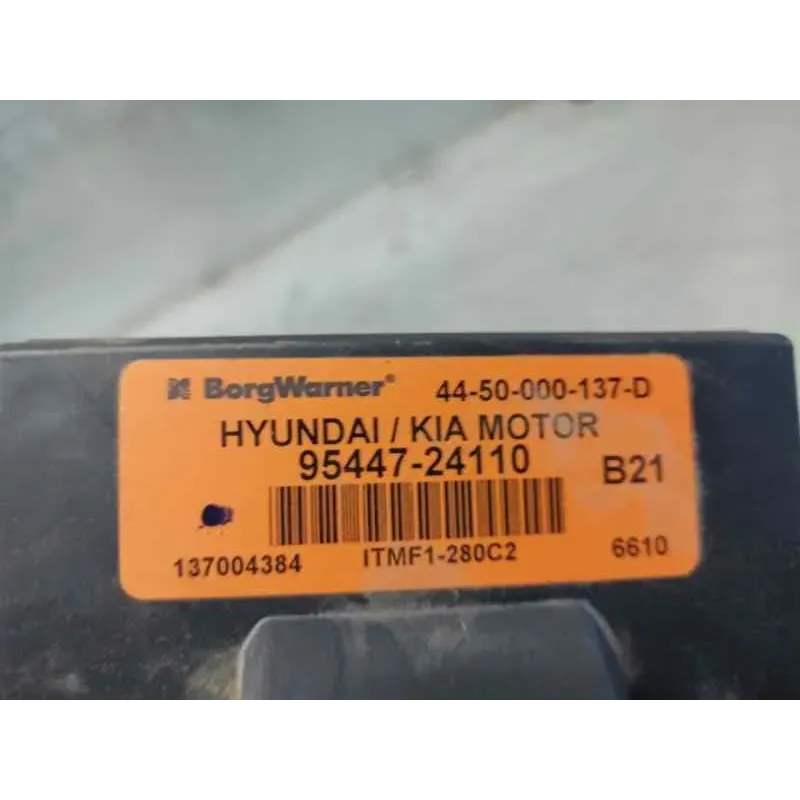 BorgWarner® 44-50-000-137-D
HYUNDAI / KIA MOTOR
95447-24110 B21
137004384 ITMF1-280C2 6610